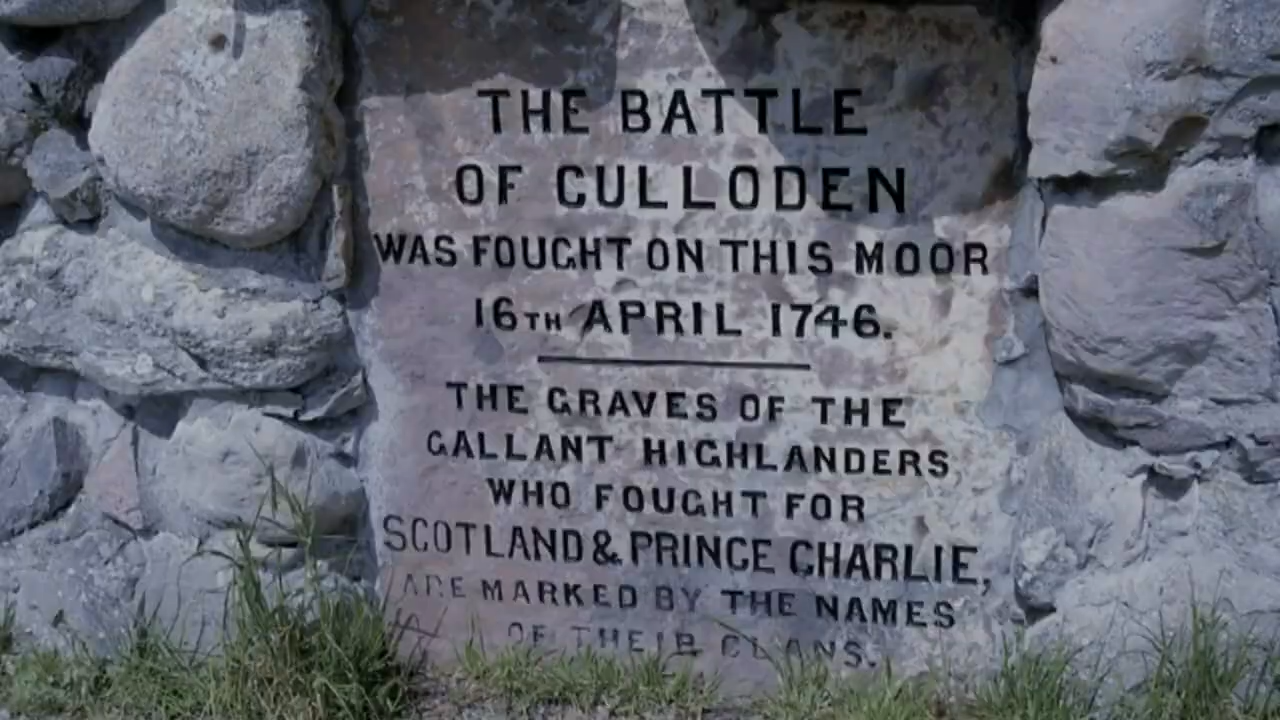 THE BATTLE
OF CULLODEN
WAS FOUGHT ON THIS MOOR
16TH APRIL 1746.
THE GRAVES OF THE
GALLANT HIGHLANDERS
WHO FOUGHT FOR
SCOTLAND & PRINCE CHARLIE,
ARE MARKED BY THE NAMES
OF THEIR CLANS.